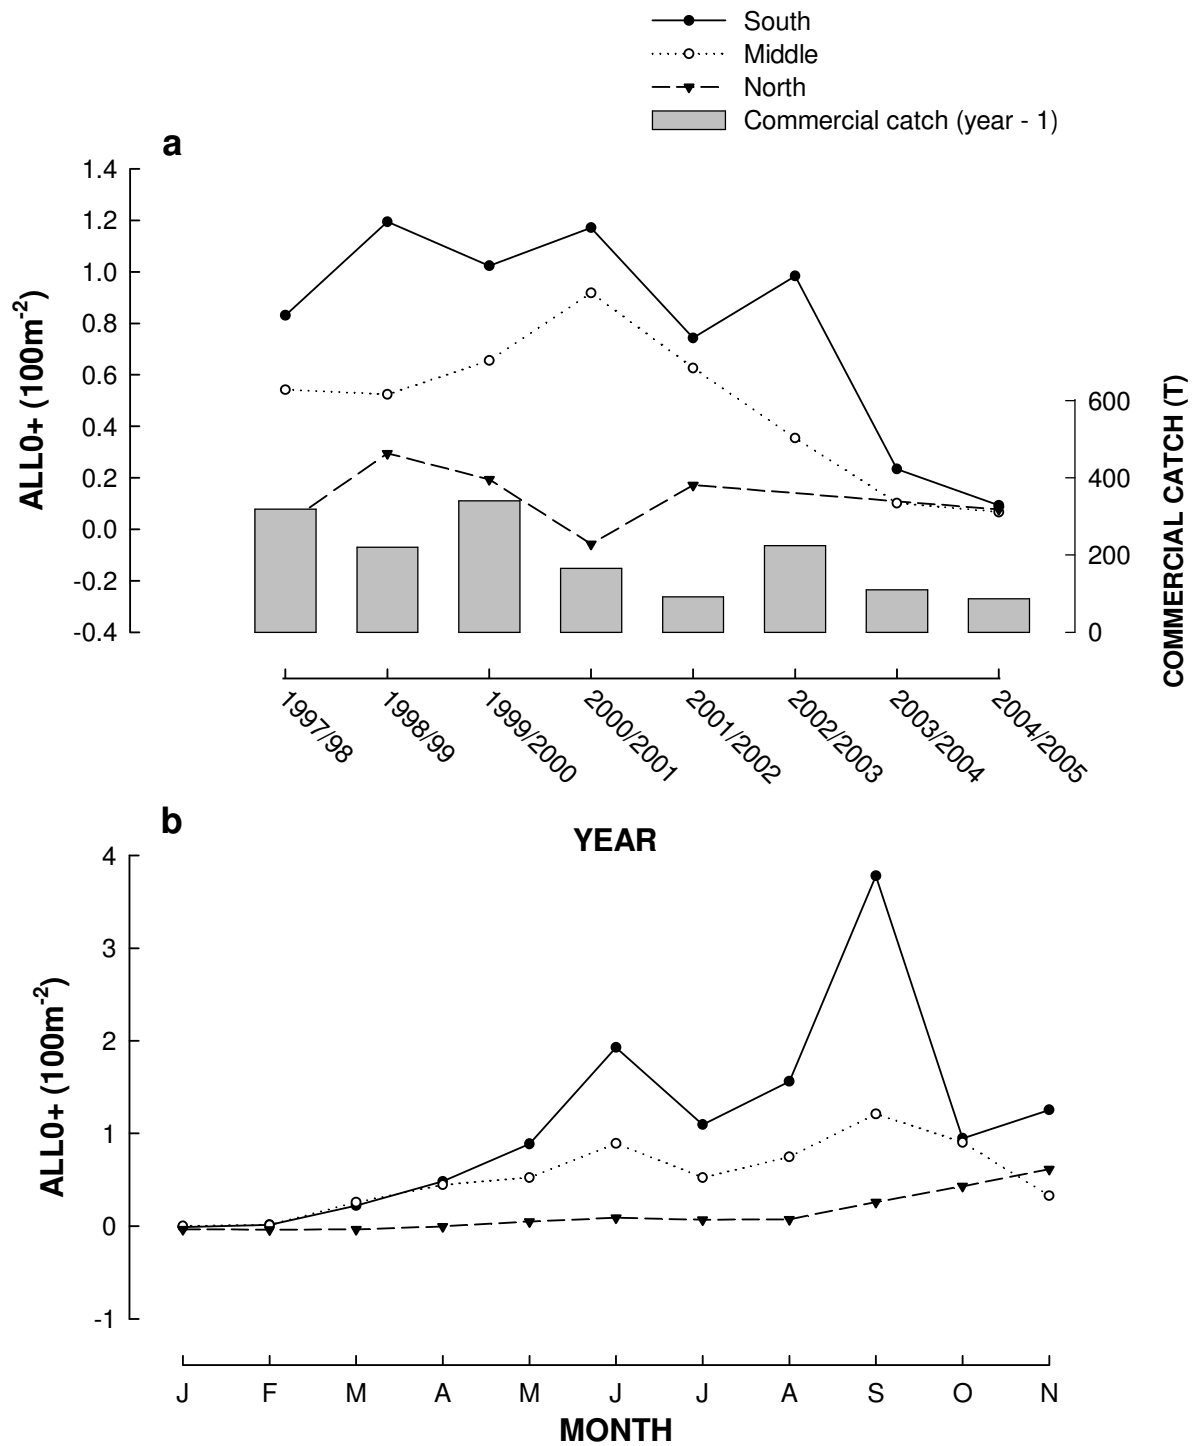 South
Middle
North
Commercial catch (year - 1)
a
1.4
1.2
1.0
0.8
0.6
0.4
0.2
0.0
-0.2
-0.4
ALL0+ (100m⁻²)
600
400
200
0
COMMERCIAL CATCH (T)
1997/98
1998/99
1999/2000
2000/2001
2001/2002
2002/2003
2003/2004
2004/2005
YEAR
b
4
3
2
1
0
-1
ALL0+ (100m⁻²)
J F M A M J J A S O N
MONTH